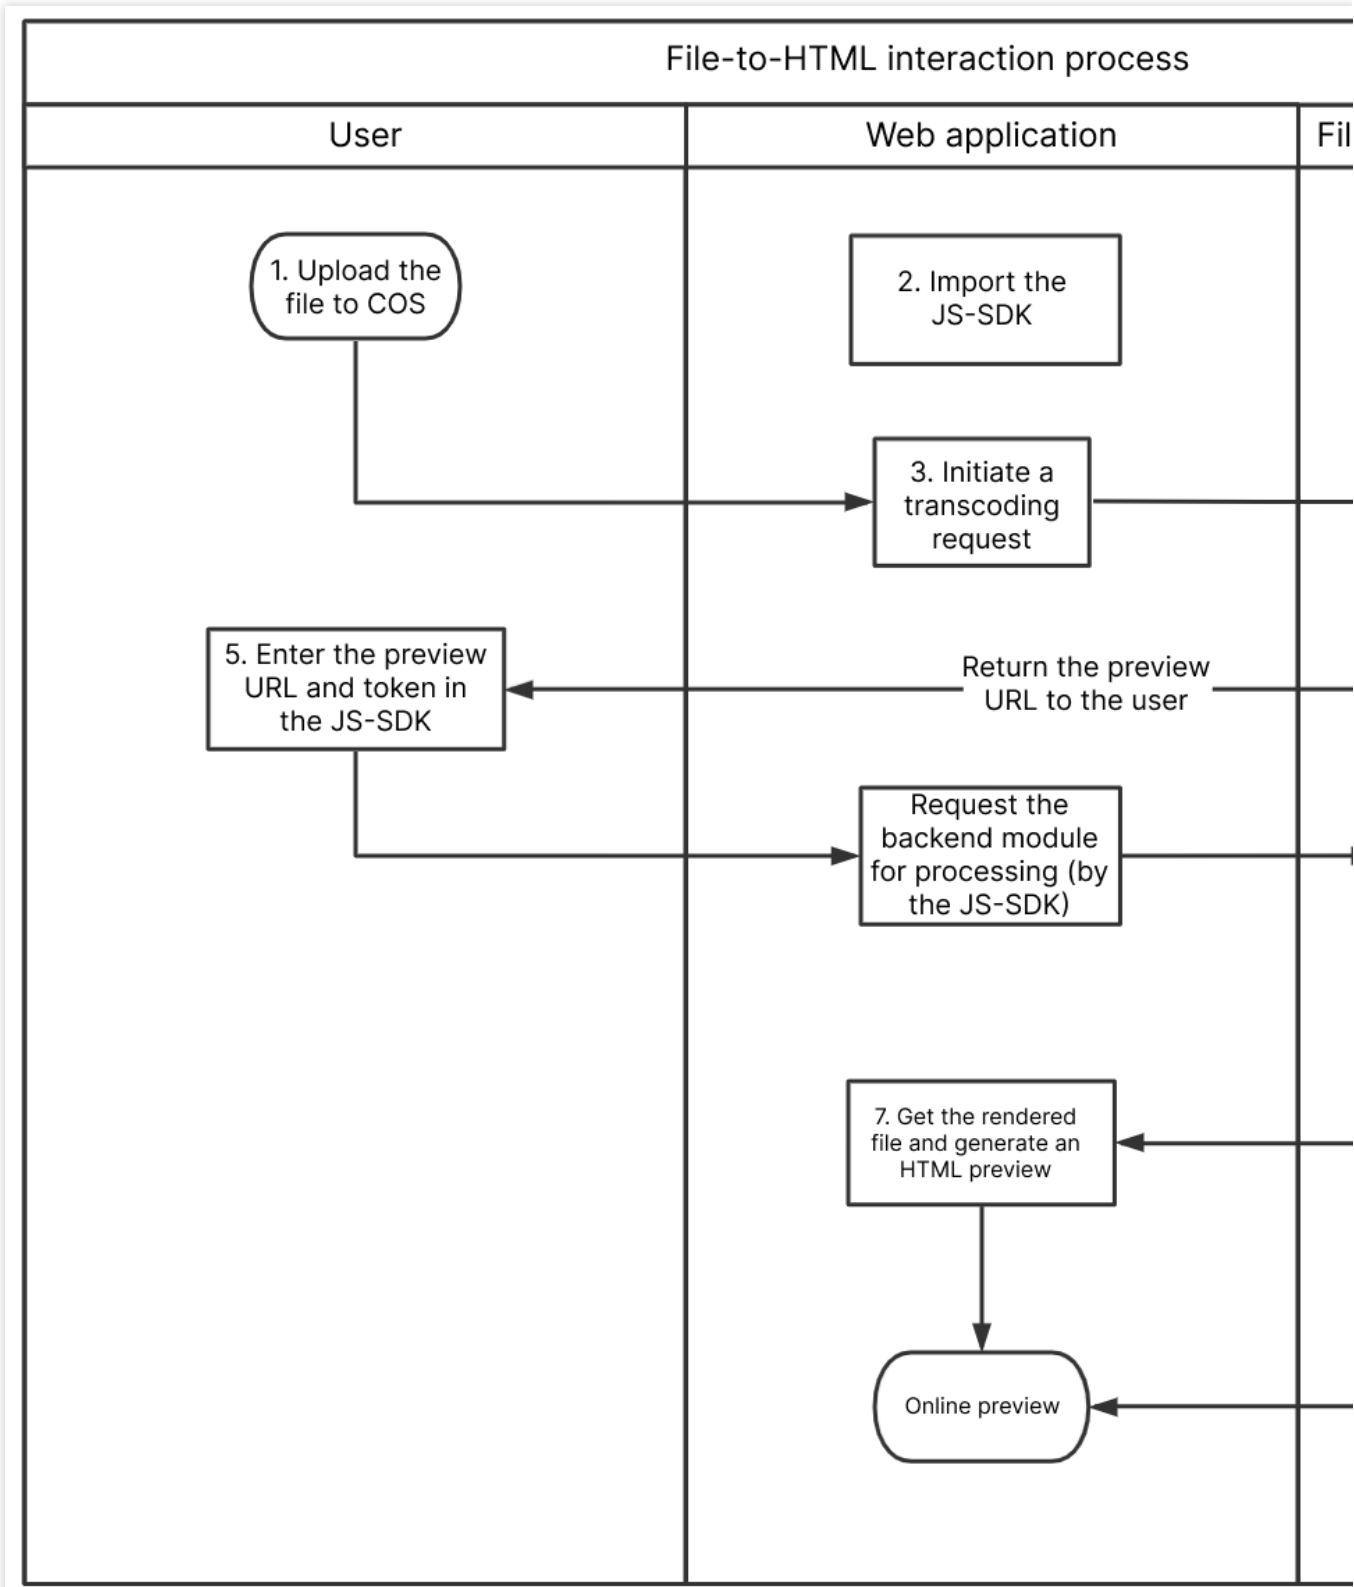 File-to-HTML interaction process
User
Web application
Fil
1. Upload the
file to COS
2. Import the
JS-SDK
3. Initiate a
transcoding
request
5. Enter the preview
URL and token in
the JS-SDK
Return the preview
URL to the user
Request the
backend module
for processing (by
the JS-SDK)
7. Get the rendered
file and generate an
HTML preview
Online preview